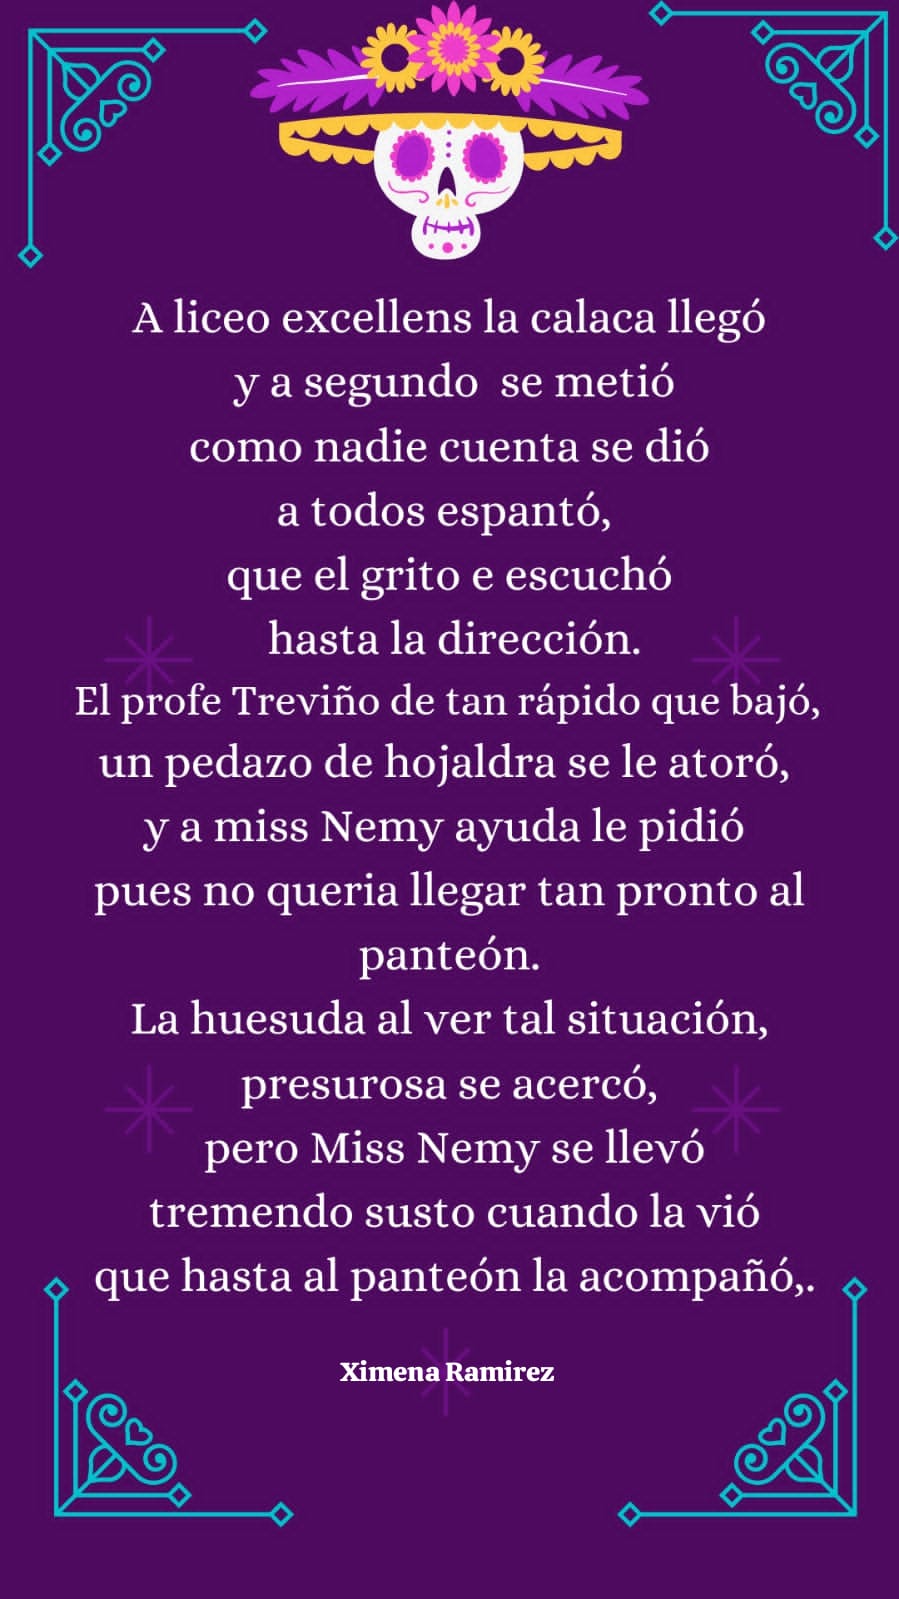 A liceo excellens la calaca llegó
y a segundo  se metió
como nadie cuenta se dió
a todos espantó,
que el grito e escuchó
hasta la dirección.
El profe Treviño de tan rápido que bajó,
un pedazo de hojaldra se le atoró,
y a miss Nemy ayuda le pidió
pues no queria llegar tan pronto al
panteón.
La huesuda al ver tal situación,
presurosa se acercó,
pero Miss Nemy se llevó
tremendo susto cuando la vió
que hasta al panteón la acompañó,.
Ximena Ramirez